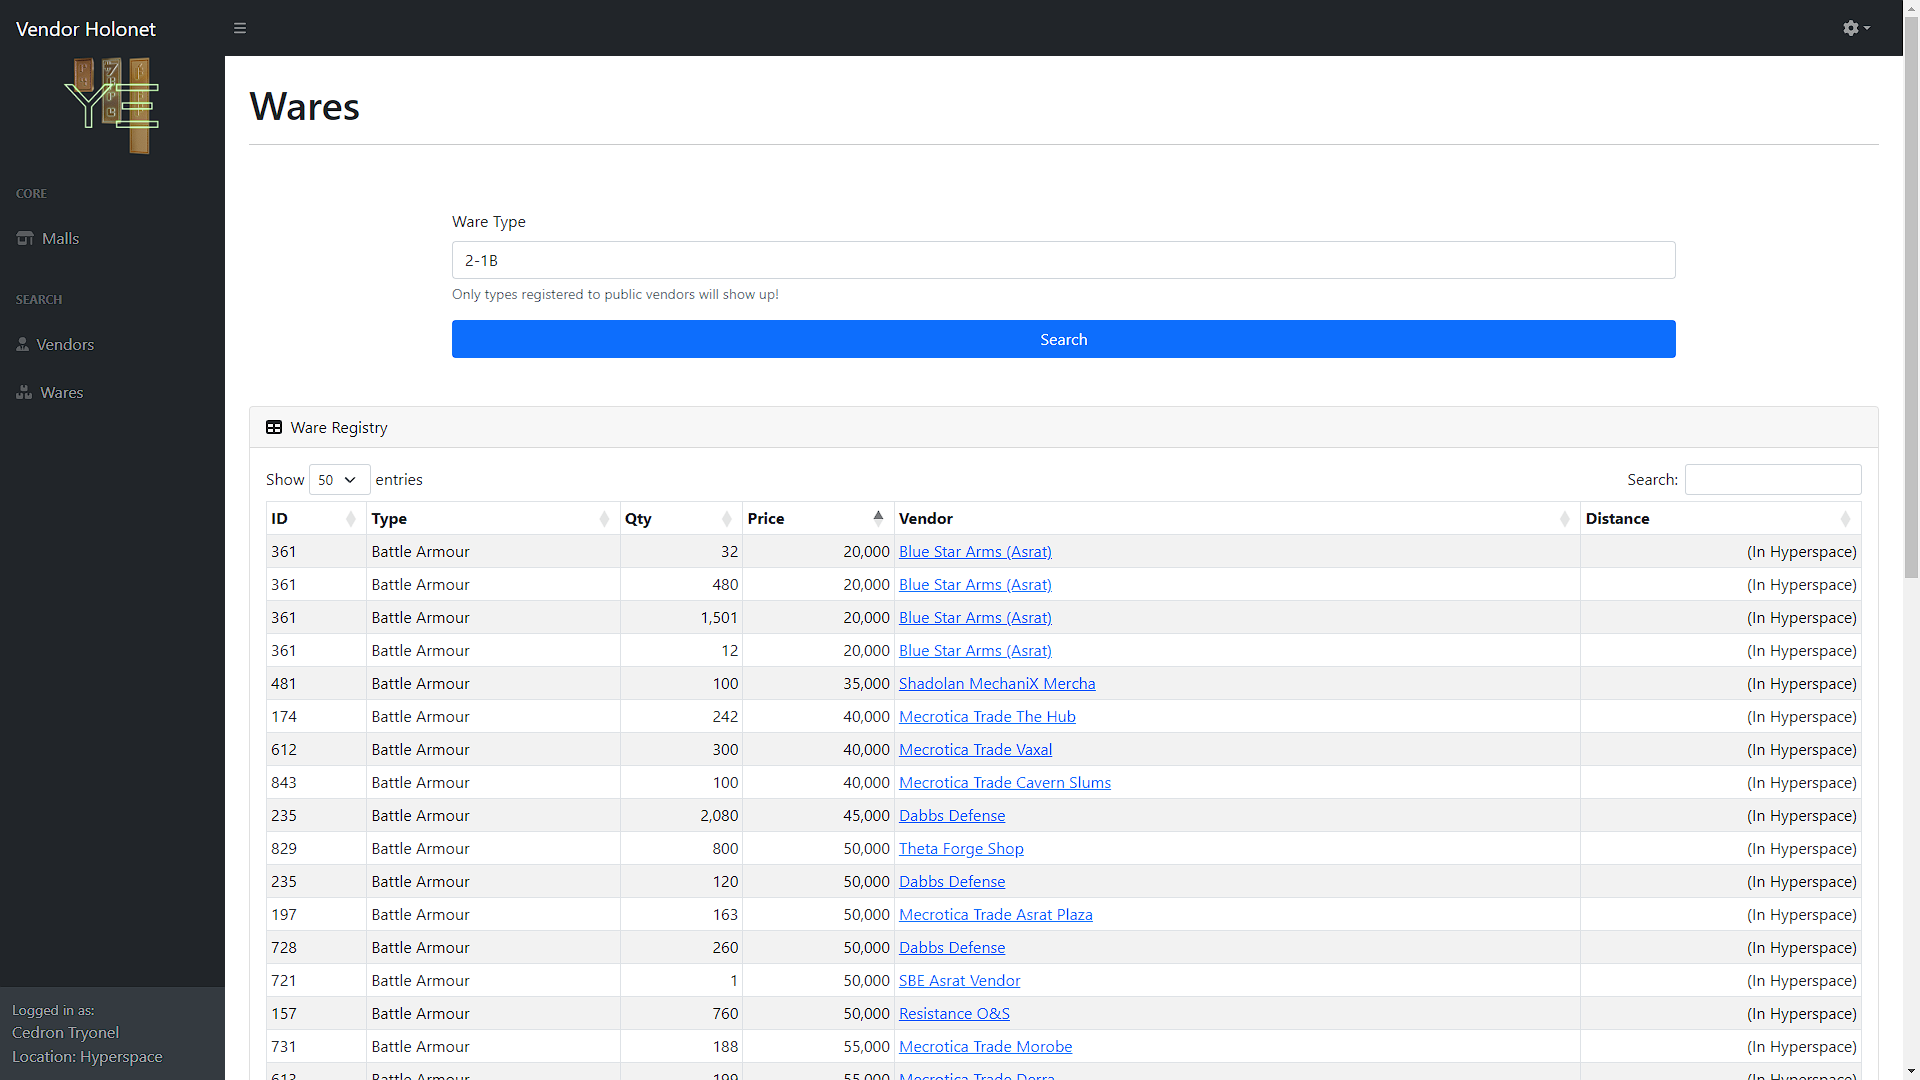 Vendor Holonet
YE
CORE
Malls
SEARCH
Vendors
Wares
Logged in as:
Cedron Tryonel
Location: Hyperspace
Wares
Ware Type
2-1B
Only types registered to public vendors will show up!
Search
Ware Registry
Show 50 entries Search:
ID Type Qty Price Vendor Distance
361 Battle Armour 32 20,000 Blue Star Arms (Asrat) (In Hyperspace)
361 Battle Armour 480 20,000 Blue Star Arms (Asrat) (In Hyperspace)
361 Battle Armour 1,501 20,000 Blue Star Arms (Asrat) (In Hyperspace)
361 Battle Armour 12 20,000 Blue Star Arms (Asrat) (In Hyperspace)
481 Battle Armour 100 35,000 Shadolan MechaniX Mercha (In Hyperspace)
174 Battle Armour 242 40,000 Mecrotica Trade The Hub (In Hyperspace)
612 Battle Armour 300 40,000 Mecrotica Trade Vaxal (In Hyperspace)
843 Battle Armour 100 40,000 Mecrotica Trade Cavern Slums (In Hyperspace)
235 Battle Armour 2,080 45,000 Dabbs Defense (In Hyperspace)
829 Battle Armour 800 50,000 Theta Forge Shop (In Hyperspace)
235 Battle Armour 120 50,000 Dabbs Defense (In Hyperspace)
197 Battle Armour 163 50,000 Mecrotica Trade Asrat Plaza (In Hyperspace)
728 Battle Armour 260 50,000 Dabbs Defense (In Hyperspace)
721 Battle Armour 1 50,000 SBE Asrat Vendor (In Hyperspace)
157 Battle Armour 760 50,000 Resistance O&S (In Hyperspace)
731 Battle Armour 188 55,000 Mecrotica Trade Morobe (In Hyperspace)
613 Battle Armour 199 55,000 Mecrotica Trade Derra (In Hyperspace)